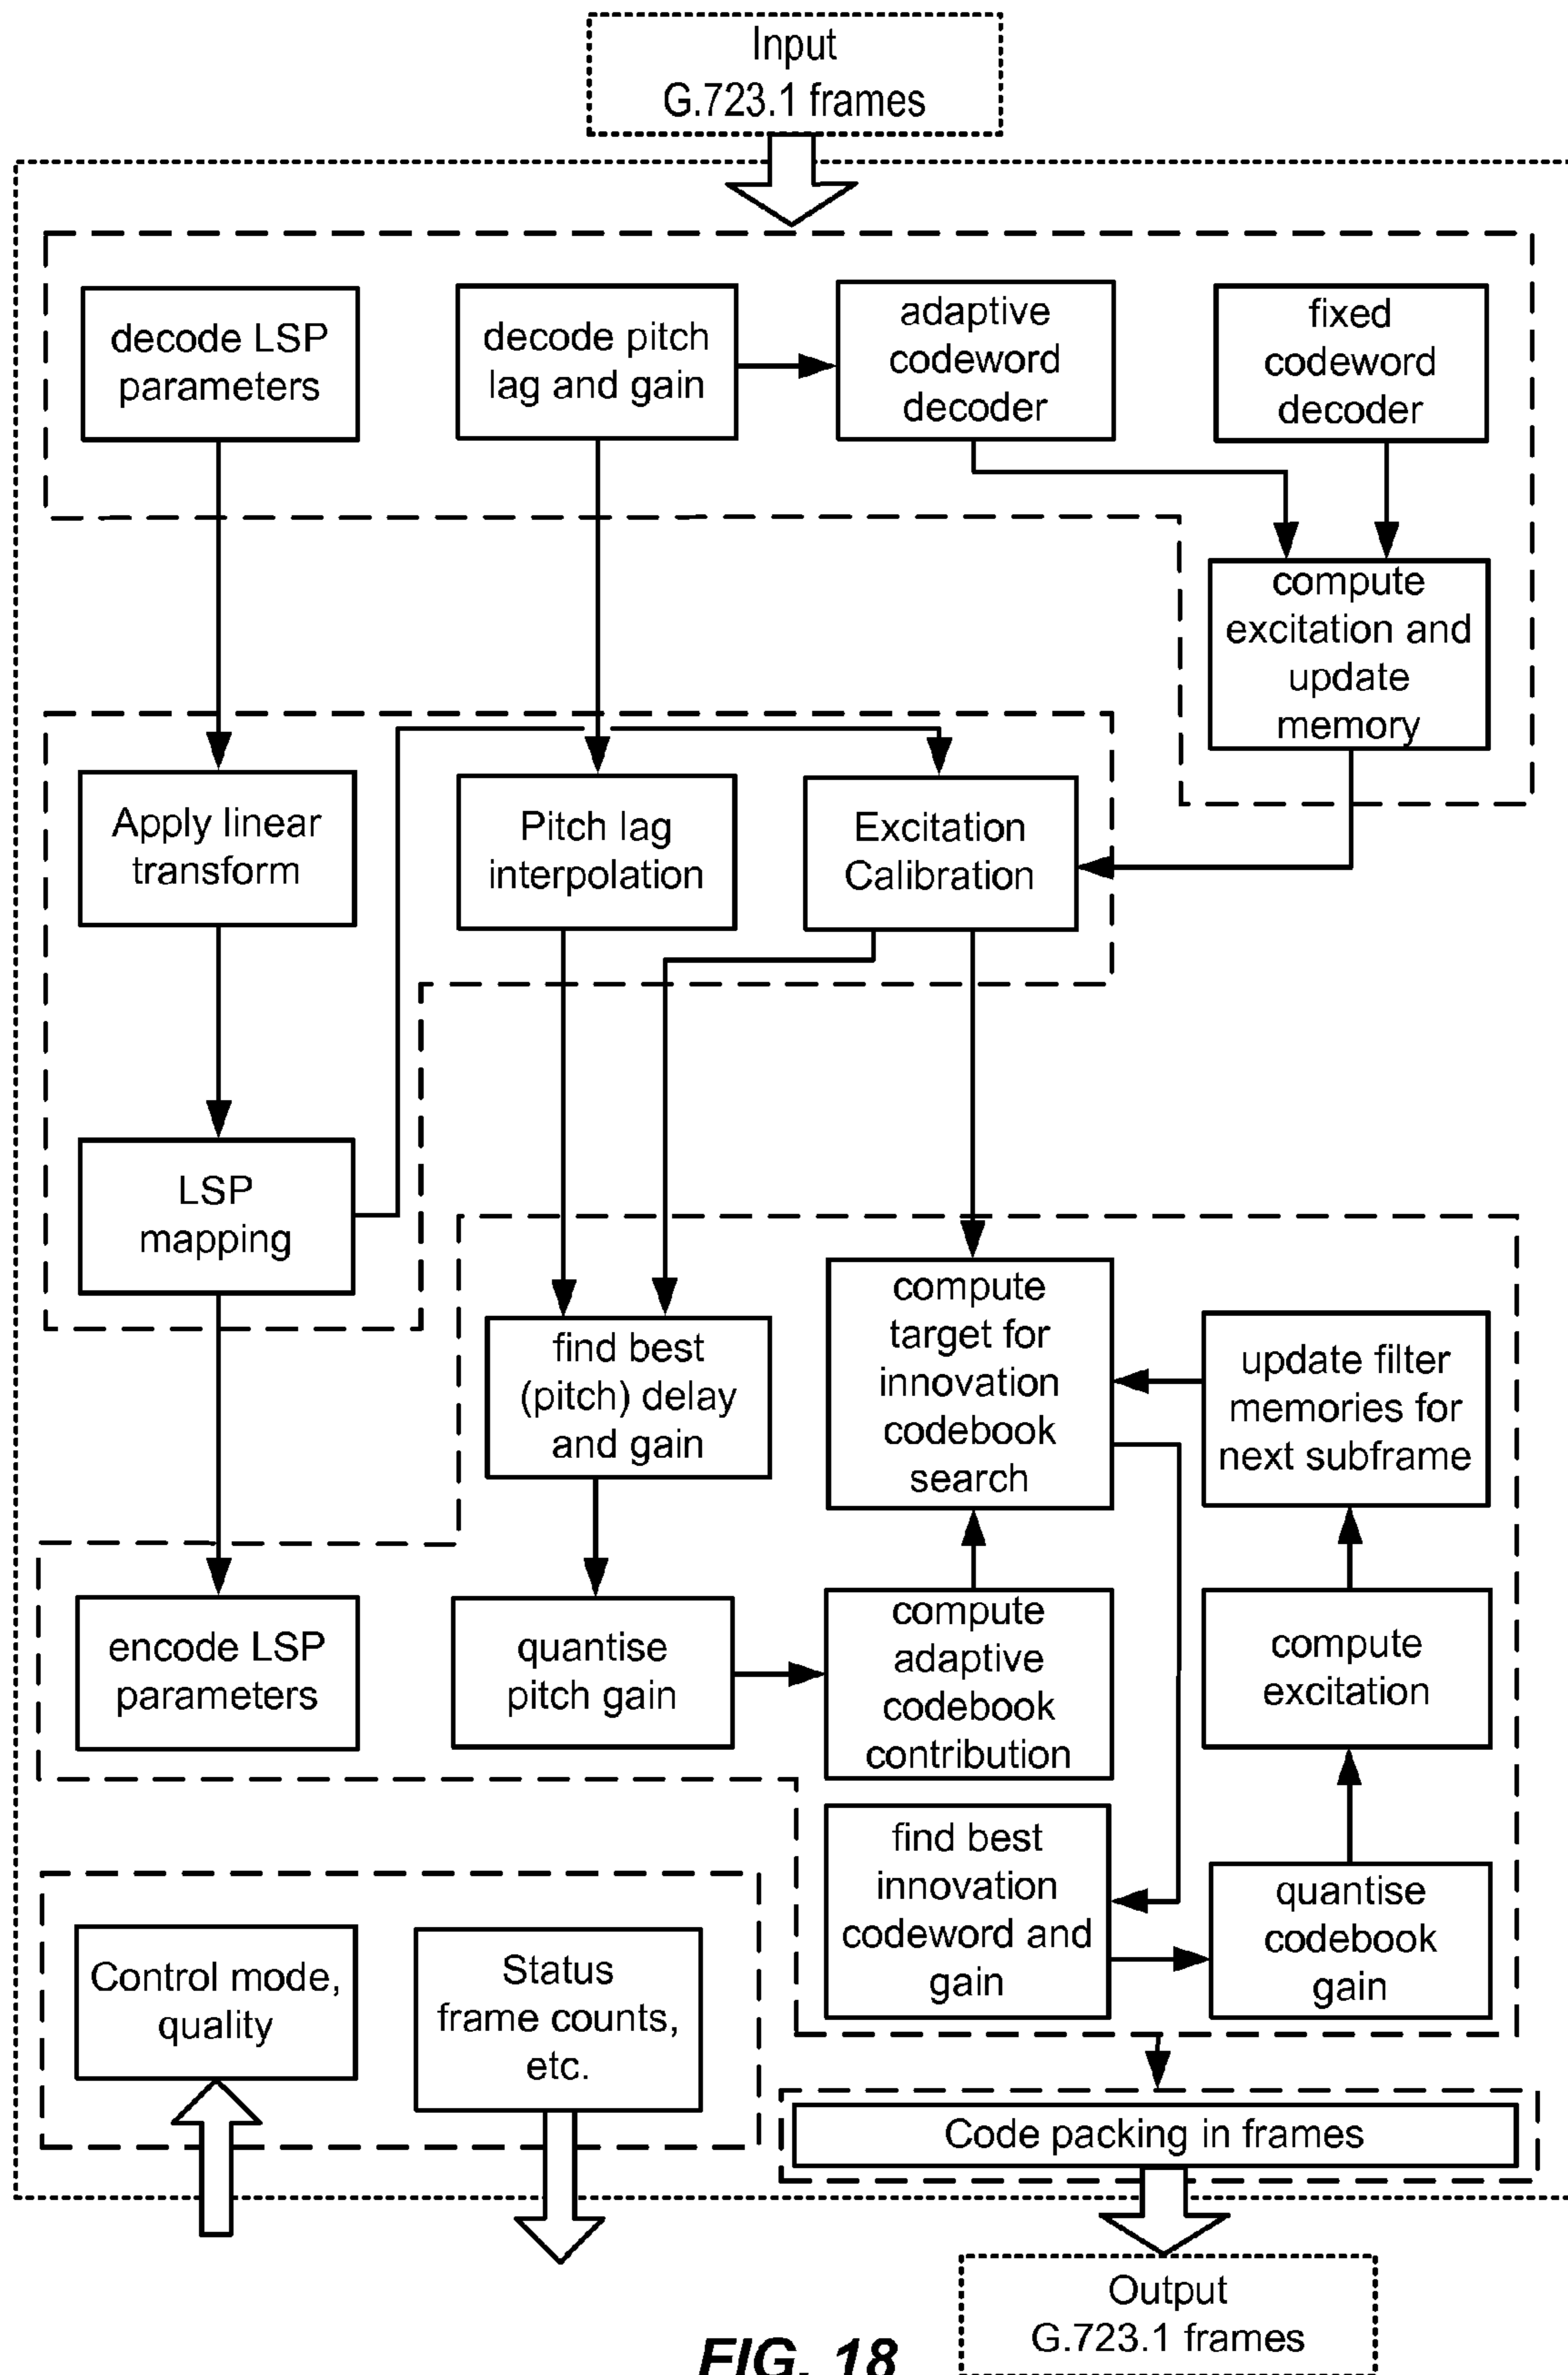 Input
G.723.1 frames
decode LSP
parameters
decode pitch
lag and gain
adaptive
codeword
decoder
fixed
codeword
decoder
compute
excitation and
update
memory
Apply linear
transform
Pitch lag
interpolation
Excitation
Calibration
LSP
mapping
find best
(pitch) delay
and gain
compute
target for
innovation
codebook
search
update filter
memories for
next subframe
encode LSP
parameters
quantise
pitch gain
compute
adaptive
codebook
contribution
compute
excitation
find best
innovation
codeword and
gain
quantise
codebook
gain
Control mode,
quality
Status
frame counts,
etc.
Code packing in frames
Output
G.723.1 frames
FIG. 18